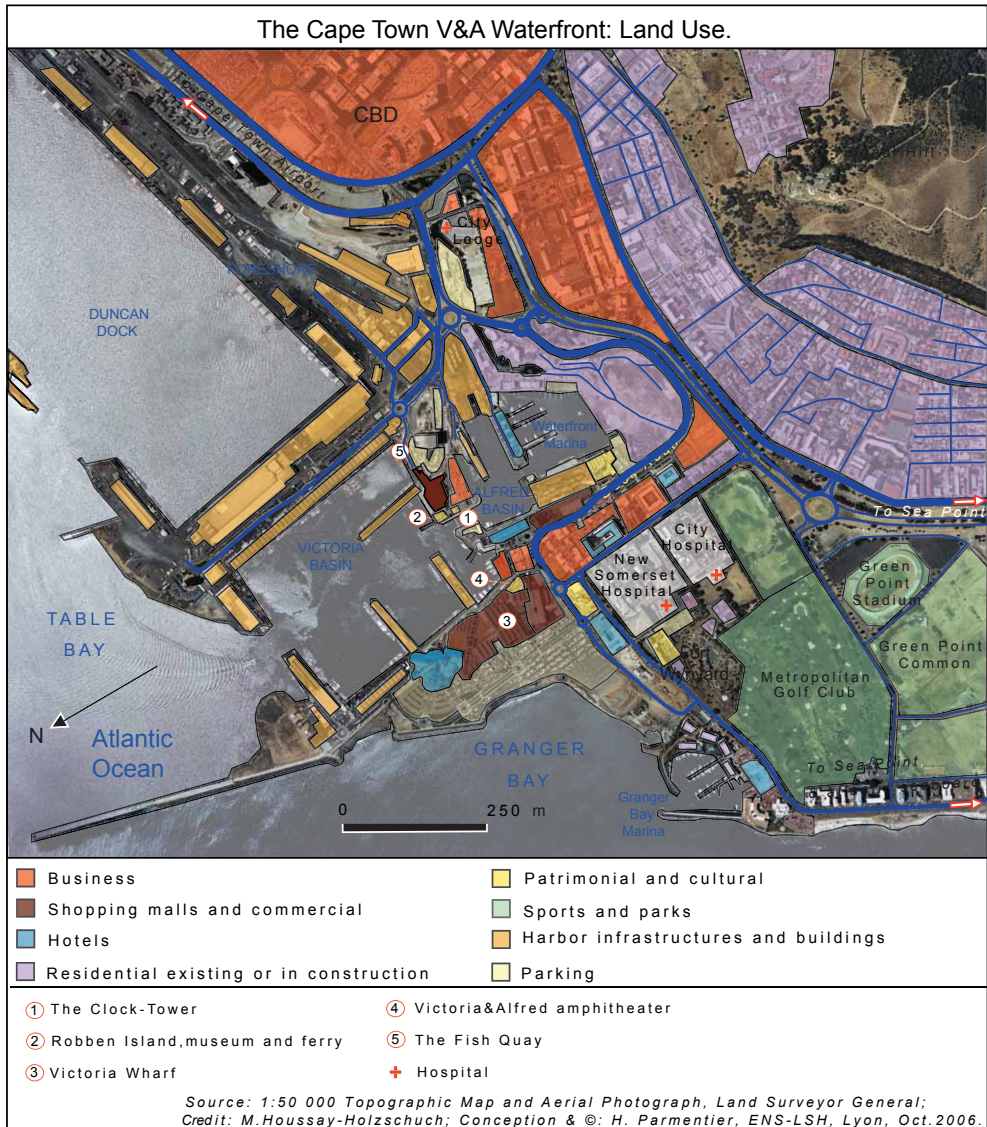 The Cape Town V&A Waterfront: Land Use.
CBD
To Cape Town Airport
City
Lodge
FORESHORE
DUNCAN
DOCK
Waterfront
Marina
5
ALFRED
BASIN
1
2
To Sea Point
VICTORIA
BASIN
City
Hospital
New
Somerset
Hospital
Green
Point
Stadium
4
3
TABLE
BAY
Green Point
Common
Fort
Wynyard
Metropolitan
Golf Club
N
Atlantic
Ocean
GRANGER
BAY
To Sea Point
0 250 m
Granger
Bay
Marina
Business
Patrimonial and cultural
Shopping malls and commercial
Sports and parks
Hotels
Harbor infrastructures and buildings
Residential existing or in construction
Parking
1 The Clock-Tower
4 Victoria&Alfred amphitheater
2 Robben Island,museum and ferry
5 The Fish Quay
3 Victoria Wharf
Hospital
Source: 1:50 000 Topographic Map and Aerial Photograph, Land Surveyor General;
Credit: M.Houssay-Holzschuch; Conception & ©: H. Parmentier, ENS-LSH, Lyon, Oct.2006.